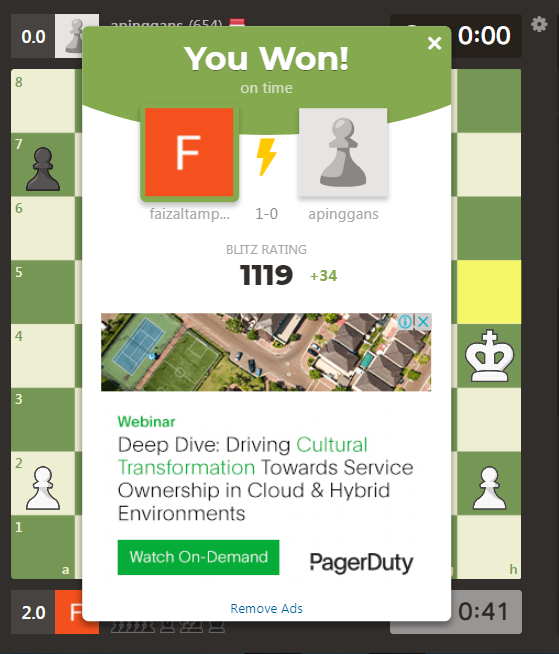 0.0
apinggans (654)
0:00
You Won!
on time
F
faizaltamp...
1-0
apinggans
BLITZ RATING
1119 +34
Webinar
Deep Dive: Driving Cultural
Transformation Towards Service
Ownership in Cloud & Hybrid
Environments
Watch On-Demand
PagerDuty
Remove Ads
8
7
6
5
4
3
2
1
a
h
2.0
F
0:41